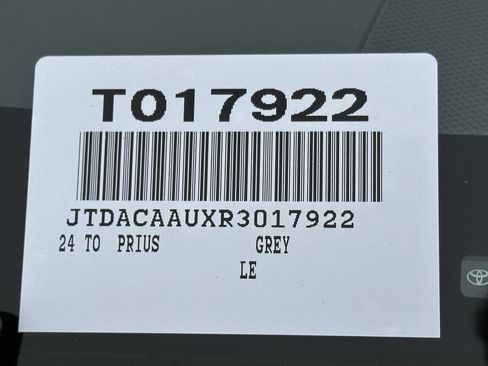 T017922
JTDACAAUXR3017922
24 TO PRIUS GREY
LE